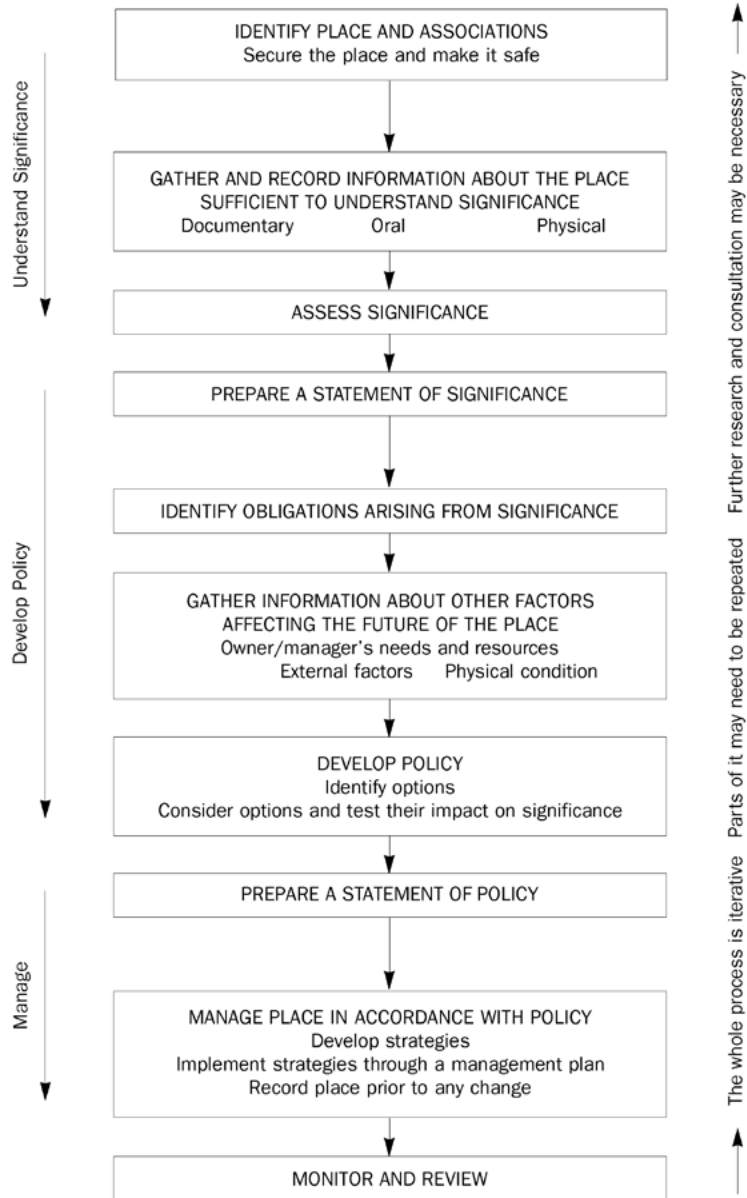 IDENTIFY PLACE AND ASSOCIATIONS
Secure the place and make it safe
Understand Significance
GATHER AND RECORD INFORMATION ABOUT THE PLACE
SUFFICIENT TO UNDERSTAND SIGNIFICANCE
Documentary Oral Physical
ASSESS SIGNIFICANCE
PREPARE A STATEMENT OF SIGNIFICANCE
Develop Policy
IDENTIFY OBLIGATIONS ARISING FROM SIGNIFICANCE
GATHER INFORMATION ABOUT OTHER FACTORS
AFFECTING THE FUTURE OF THE PLACE
Owner/manager's needs and resources
External factors Physical condition
DEVELOP POLICY
Identify options
Consider options and test their impact on significance
PREPARE A STATEMENT OF POLICY
Manage
MANAGE PLACE IN ACCORDANCE WITH POLICY
Develop strategies
Implement strategies through a management plan
Record place prior to any change
MONITOR AND REVIEW
The whole process is iterative Parts of it may need to be repeated Further research and consultation may be necessary